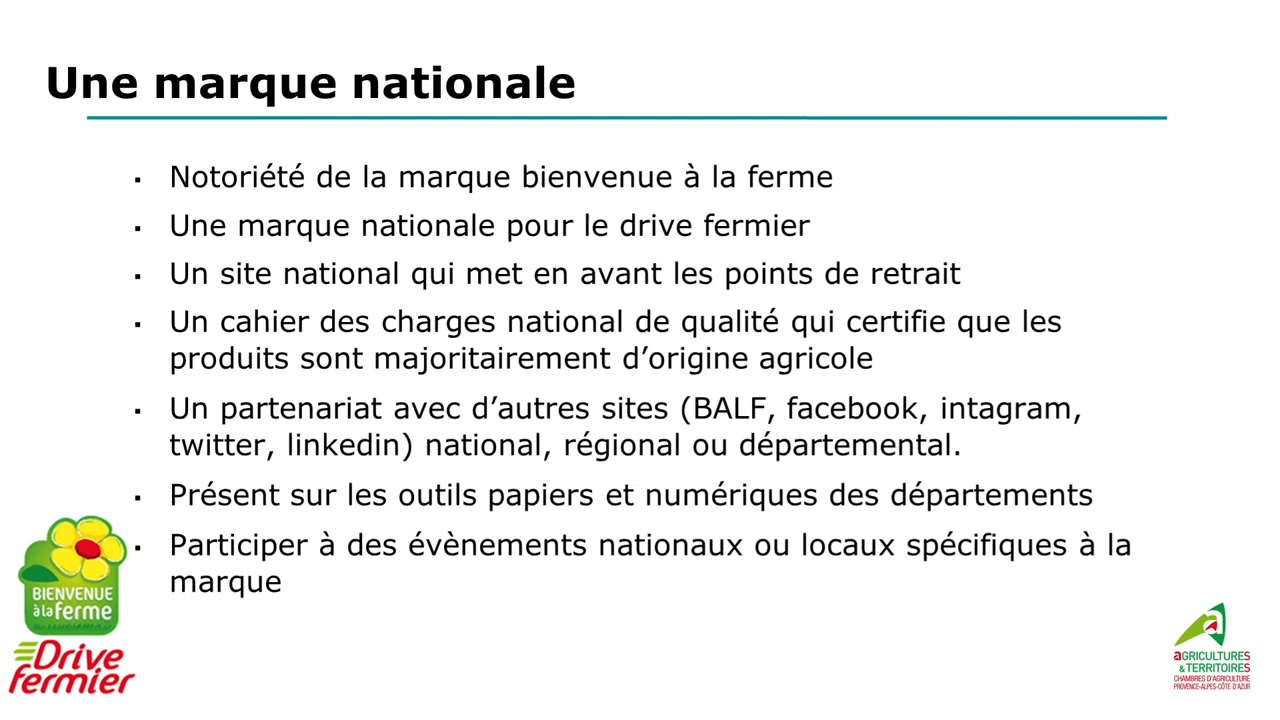 Une marque nationale
▪ Notoriété de la marque bienvenue à la ferme
▪ Une marque nationale pour le drive fermier
▪ Un site national qui met en avant les points de retrait
▪ Un cahier des charges national de qualité qui certifie que les
produits sont majoritairement d’origine agricole
▪ Un partenariat avec d’autres sites (BALF, facebook, intagram,
twitter, linkedin) national, régional ou départemental.
▪ Présent sur les outils papiers et numériques des départements
▪ Participer à des évènements nationaux ou locaux spécifiques à la
marque
BIENVENUE
à la ferme
Drive
fermier
a
aGRICULTURES
& TERRITOIRES
CHAMBRES D'AGRICULTURE
PROVENCE-ALPES-CÔTE D'AZUR